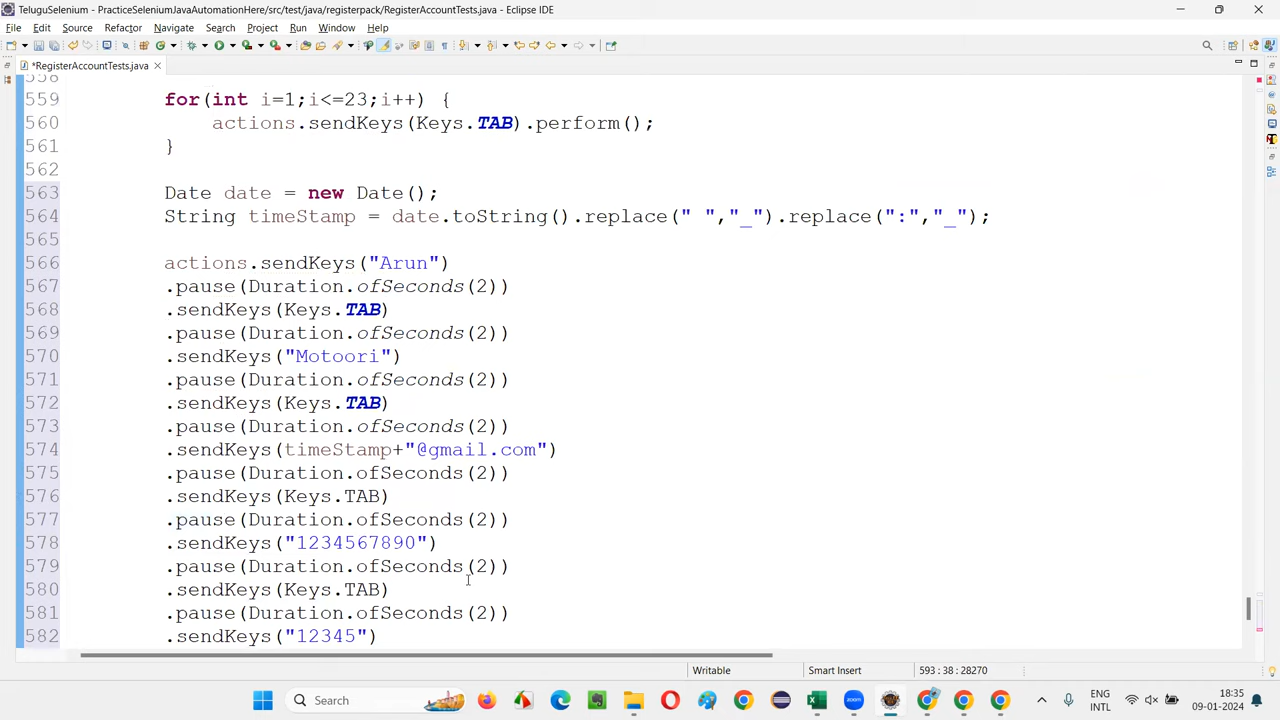 TeluguSelenium - PracticeSeleniumJavaAutomationHere/src/test/java/registerpack/RegisterAccountTests.java - Eclipse IDE
File Edit Source Refactor Navigate Search Project Run Window Help
*RegisterAccountTests.java
558
559 for(int i=1;i<=23;i++) {
560 actions.sendKeys(Keys.TAB).perform();
561 }
562
563 Date date = new Date();
564 String timeStamp = date.toString().replace(" ","_").replace(":","_");
565
566 actions.sendKeys("Arun")
567 .pause(Duration.ofSeconds(2))
568 .sendKeys(Keys.TAB)
569 .pause(Duration.ofSeconds(2))
570 .sendKeys("Motoori")
571 .pause(Duration.ofSeconds(2))
572 .sendKeys(Keys.TAB)
573 .pause(Duration.ofSeconds(2))
574 .sendKeys(timeStamp+"@gmail.com")
575 .pause(Duration.ofSeconds(2))
576 .sendKeys(Keys.TAB)
577 .pause(Duration.ofSeconds(2))
578 .sendKeys("1234567890")
579 .pause(Duration.ofSeconds(2))
580 .sendKeys(Keys.TAB)
581 .pause(Duration.ofSeconds(2))
582 .sendKeys("12345")
Writable Smart Insert 593 : 38 : 28270
Search
ENG
INTL
18:35
09-01-2024